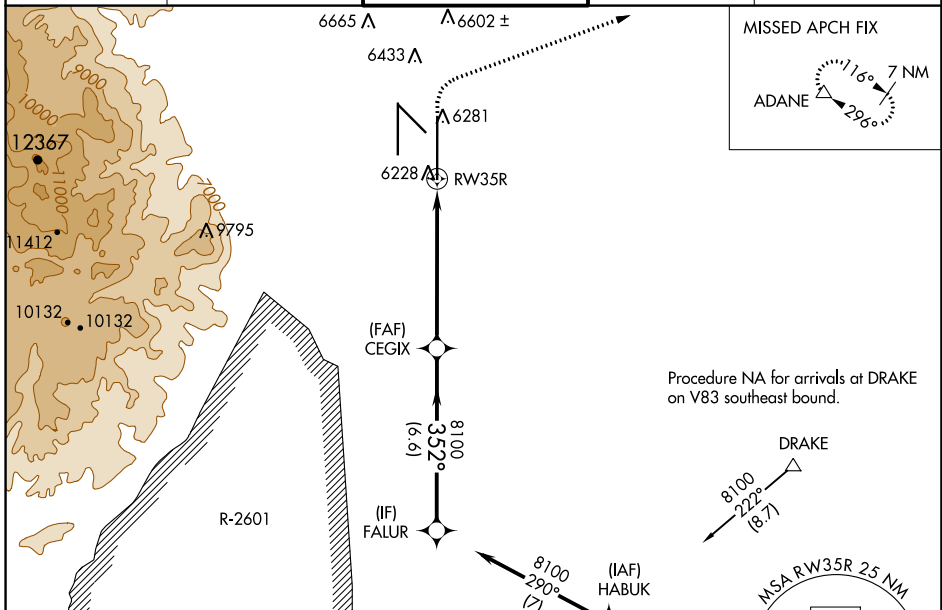 6665
6602 ±
6433
MISSED APCH FIX
116°
7 NM
ADANE
296°
9000
10000
12367
11000
7000
6281
6228
RW35R
9795
11412
10132
10132
(FAF)
CEGIX
Procedure NA for arrivals at DRAKE
on V83 southeast bound.
8100
352°
(6.6)
DRAKE
8100
222°
(8.7)
(IF)
FALUR
R-2601
8100
290°
(7)
(IAF)
HABUK
MSA RW35R 25 NM